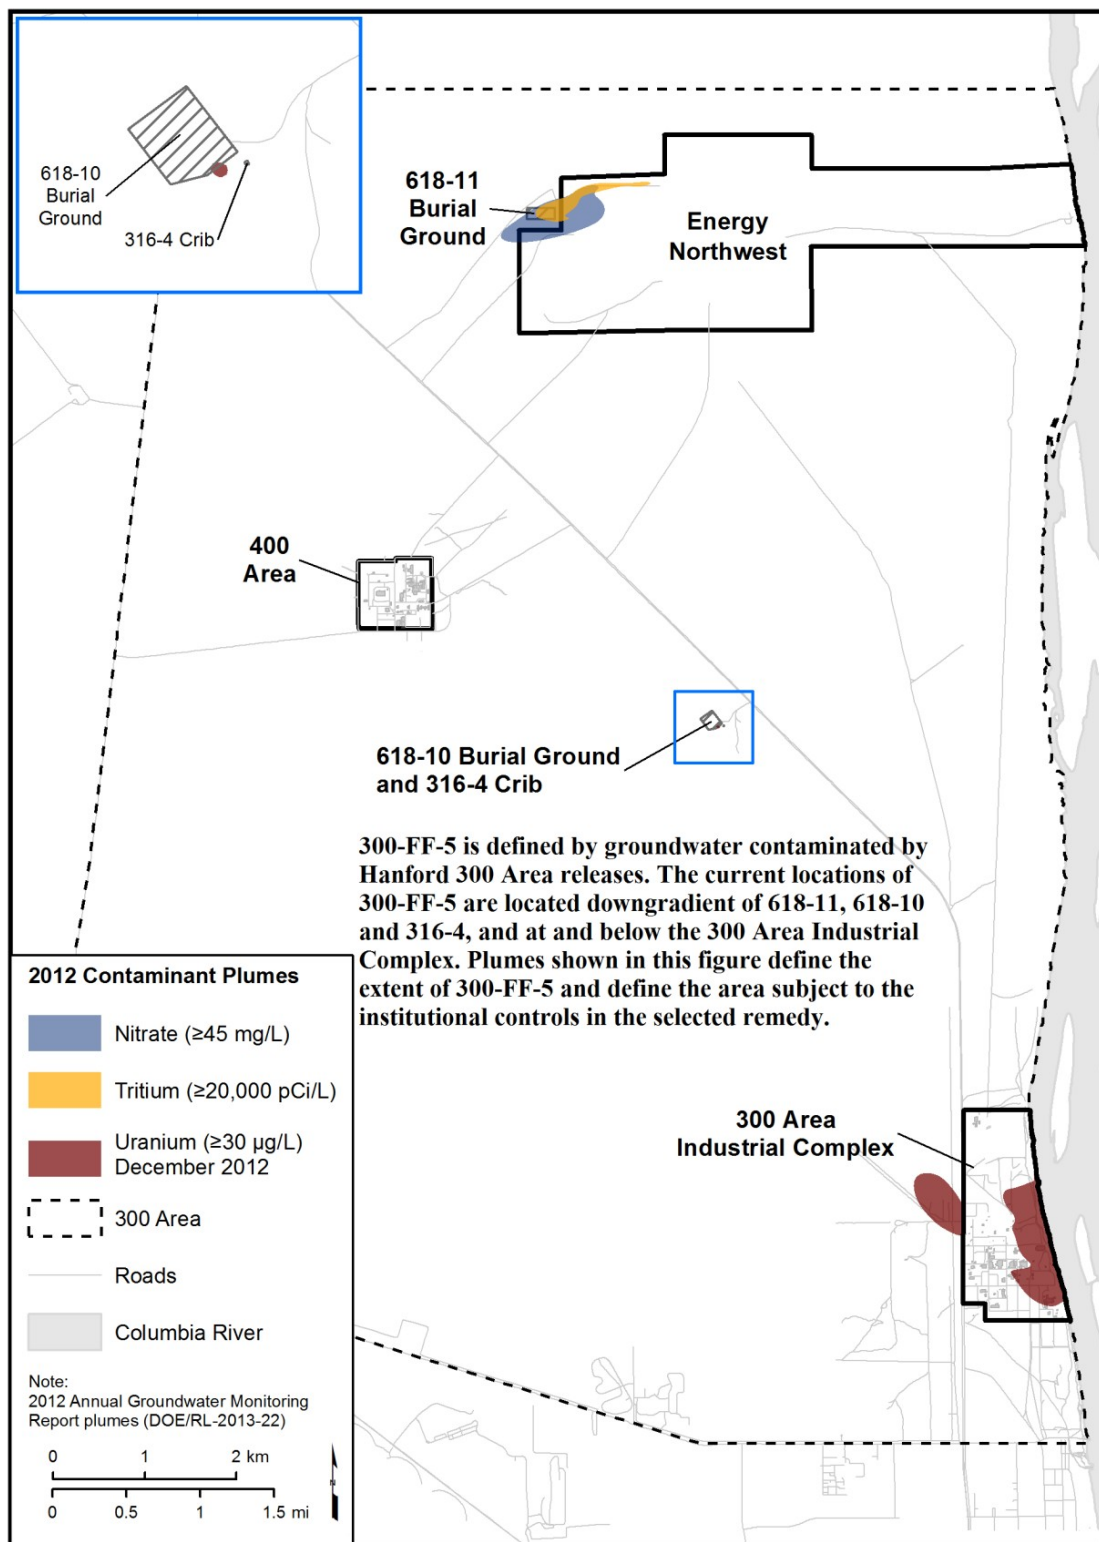 618-10
Burial
Ground
316-4 Crib
618-11
Burial
Ground
Energy
Northwest
400
Area
618-10 Burial Ground
and 316-4 Crib
300-FF-5 is defined by groundwater contaminated by
Hanford 300 Area releases. The current locations of
300-FF-5 are located downgradient of 618-11, 618-10
and 316-4, and at and below the 300 Area Industrial
Complex. Plumes shown in this figure define the
extent of 300-FF-5 and define the area subject to the
institutional controls in the selected remedy.
300 Area
Industrial Complex
2012 Contaminant Plumes
Nitrate (≥45 mg/L)
Tritium (≥20,000 pCi/L)
Uranium (≥30 µg/L)
December 2012
300 Area
Roads
Columbia River
Note:
2012 Annual Groundwater Monitoring
Report plumes (DOE/RL-2013-22)
0 1 2 km
0 0.5 1 1.5 mi